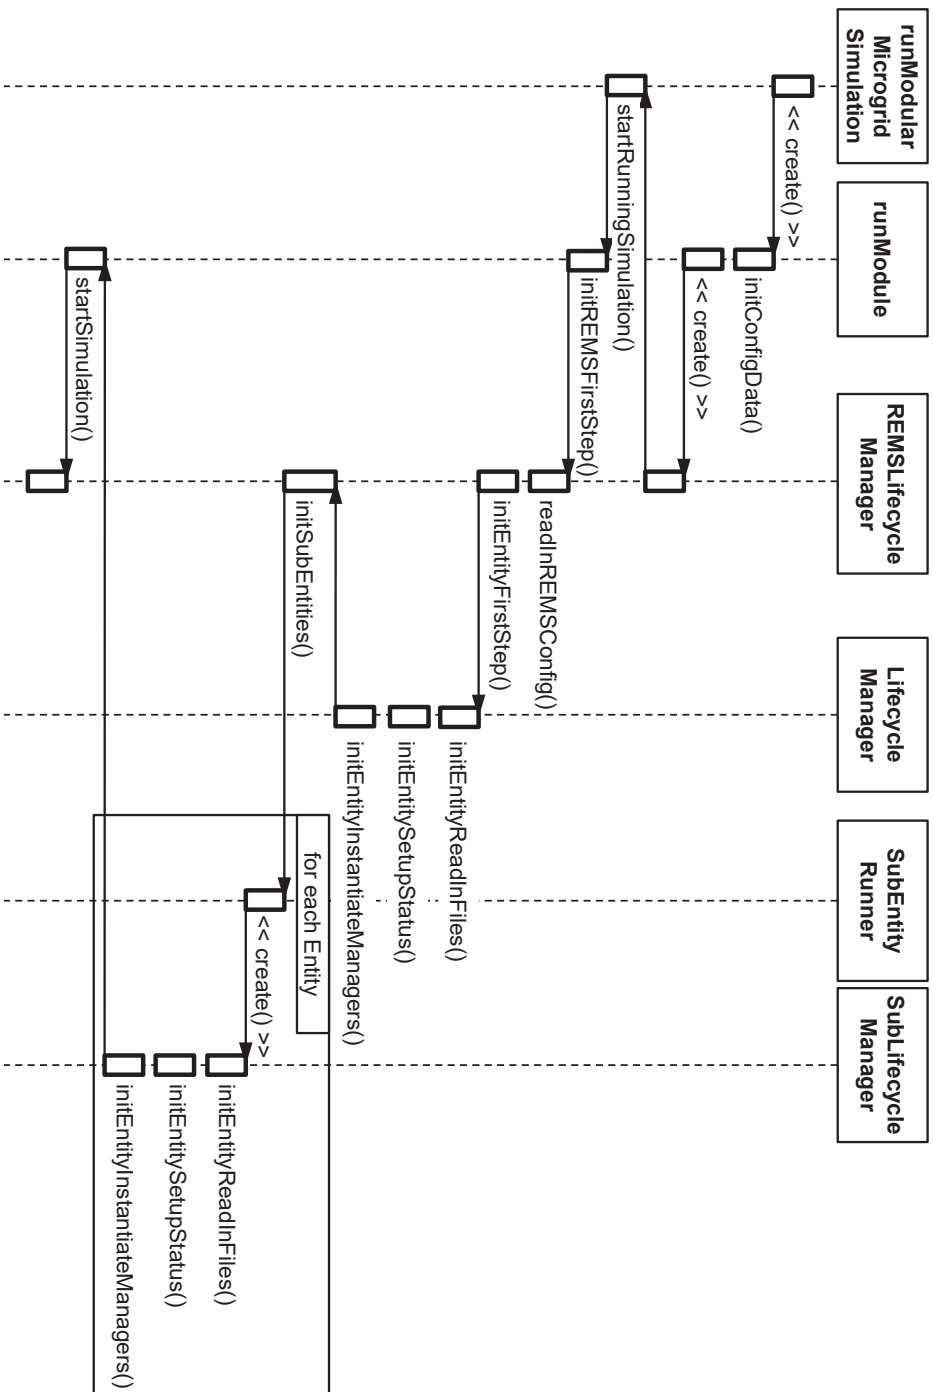 runModular
Microgrid
Simulation
runModule
REMSLifecycle
Manager
Lifecycle
Manager
SubEntity
Runner
SubLifecycle
Manager
<< create() >>
initConfigData()
<< create() >>
startRunningSimulation()
initREMSFirstStep()
readInREMSConfig()
initEntityFirstStep()
initEntityReadInFiles()
initEntitySetupStatus()
initEntityInstantiateManagers()
initSubEntities()
for each Entity
<< create() >>
initEntityReadInFiles()
initEntitySetupStatus()
initEntityInstantiateManagers()
startSimulation()